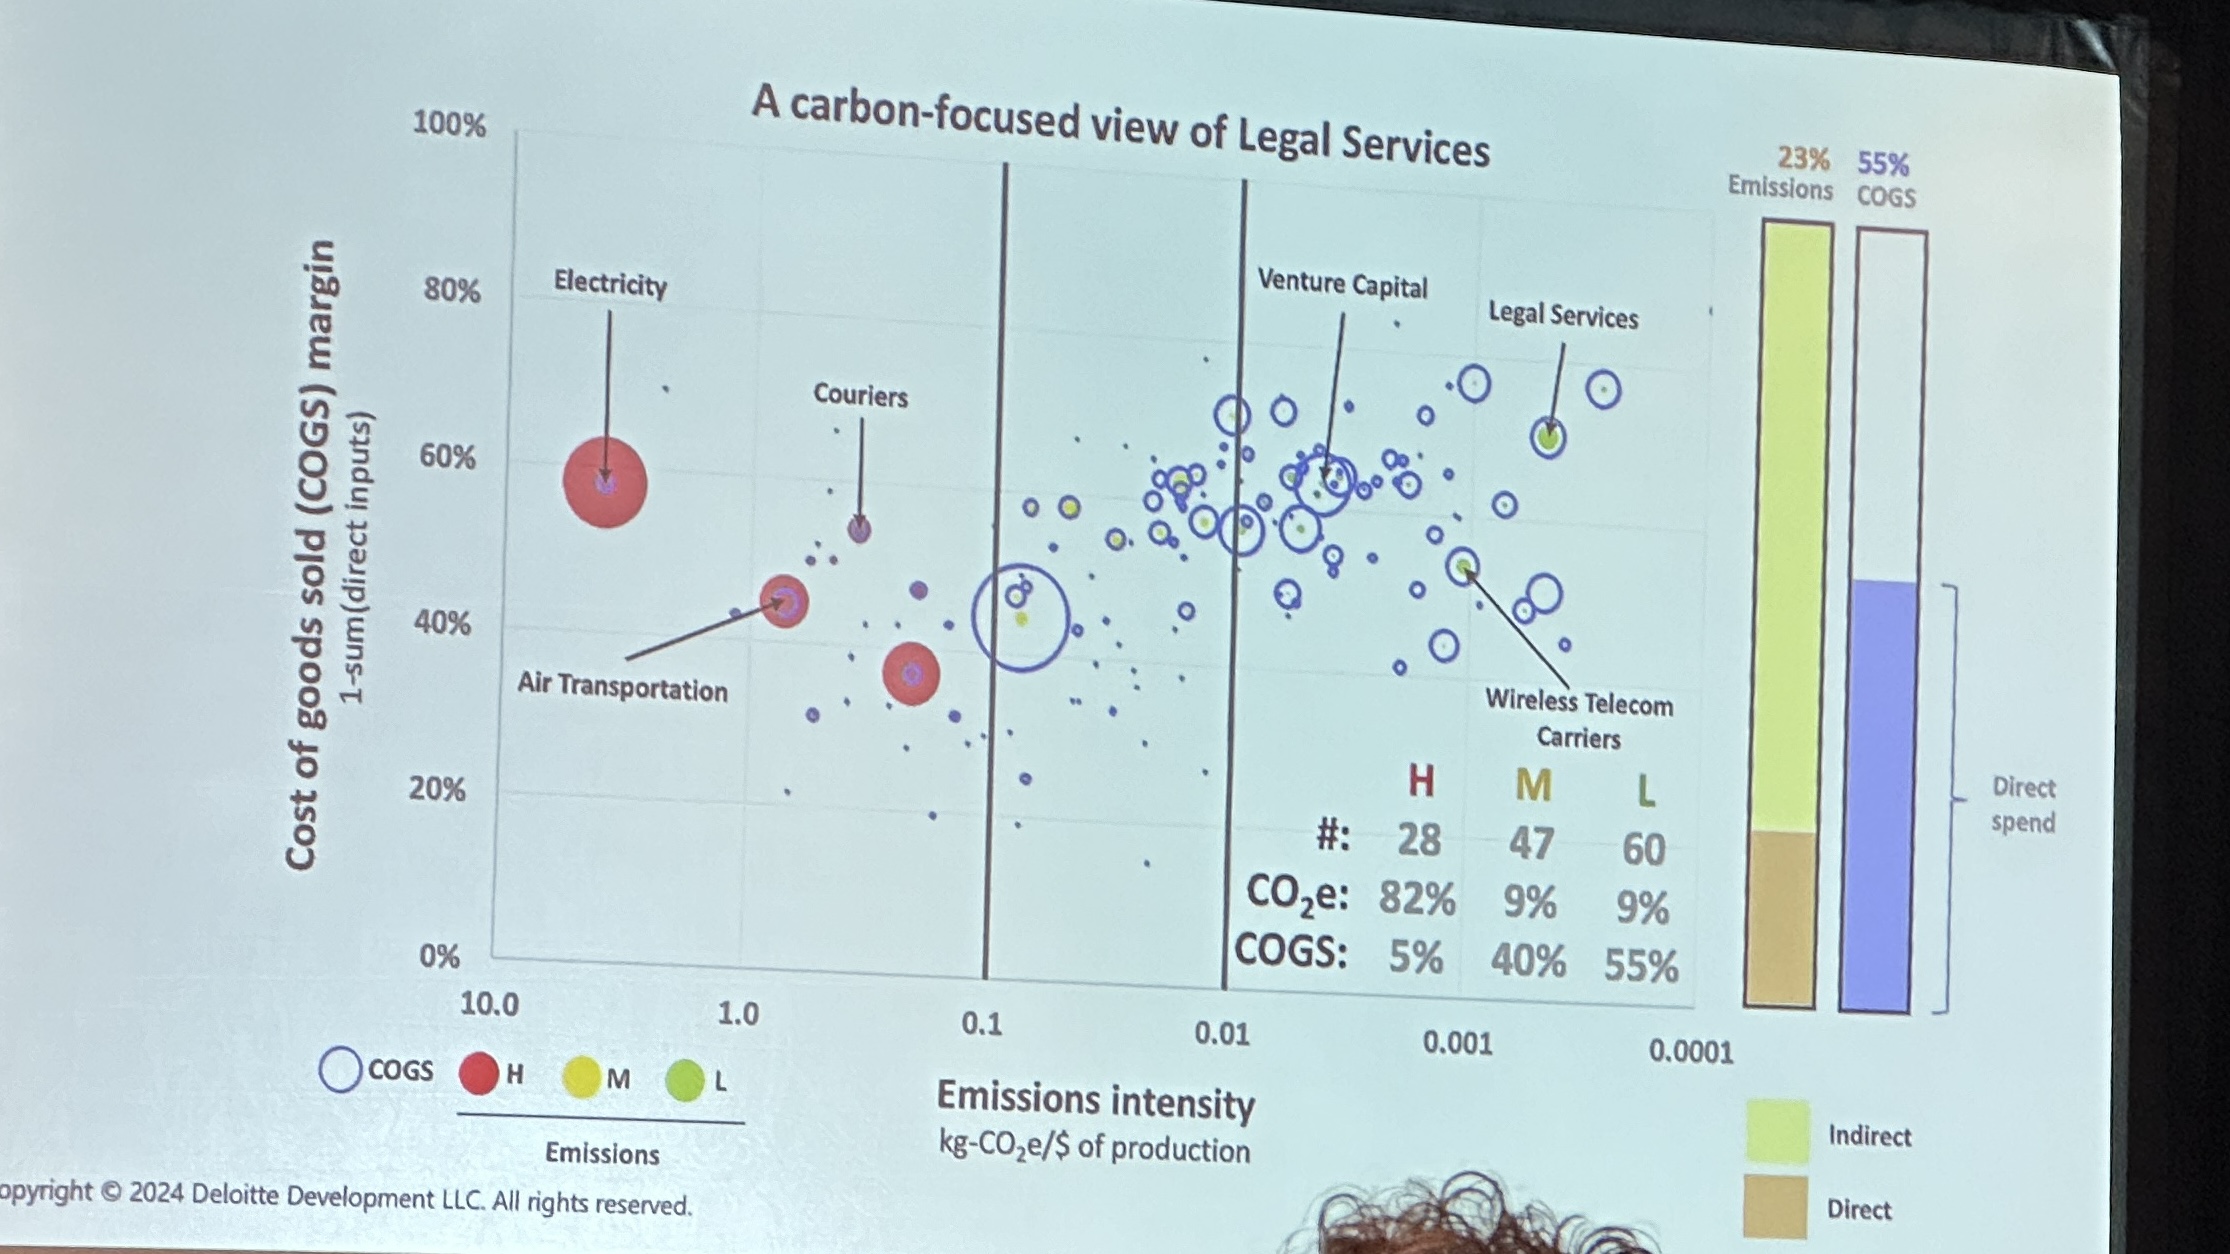 A carbon-focused view of Legal Services
23% 55%
Emissions COGS
Cost of goods sold (COGS) margin
1-sum(direct inputs)
100%
80%
60%
40%
20%
0%
Electricity
Couriers
Air Transportation
Venture Capital
Legal Services
Wireless Telecom
Carriers
H M L
#: 28 47 60
CO₂e: 82% 9% 9%
COGS: 5% 40% 55%
Direct
spend
10.0 1.0 0.1 0.01 0.001 0.0001
COGS H M L
Emissions
Emissions intensity
kg-CO₂e/$ of production
Indirect
Direct
opyright © 2024 Deloitte Development LLC. All rights reserved.